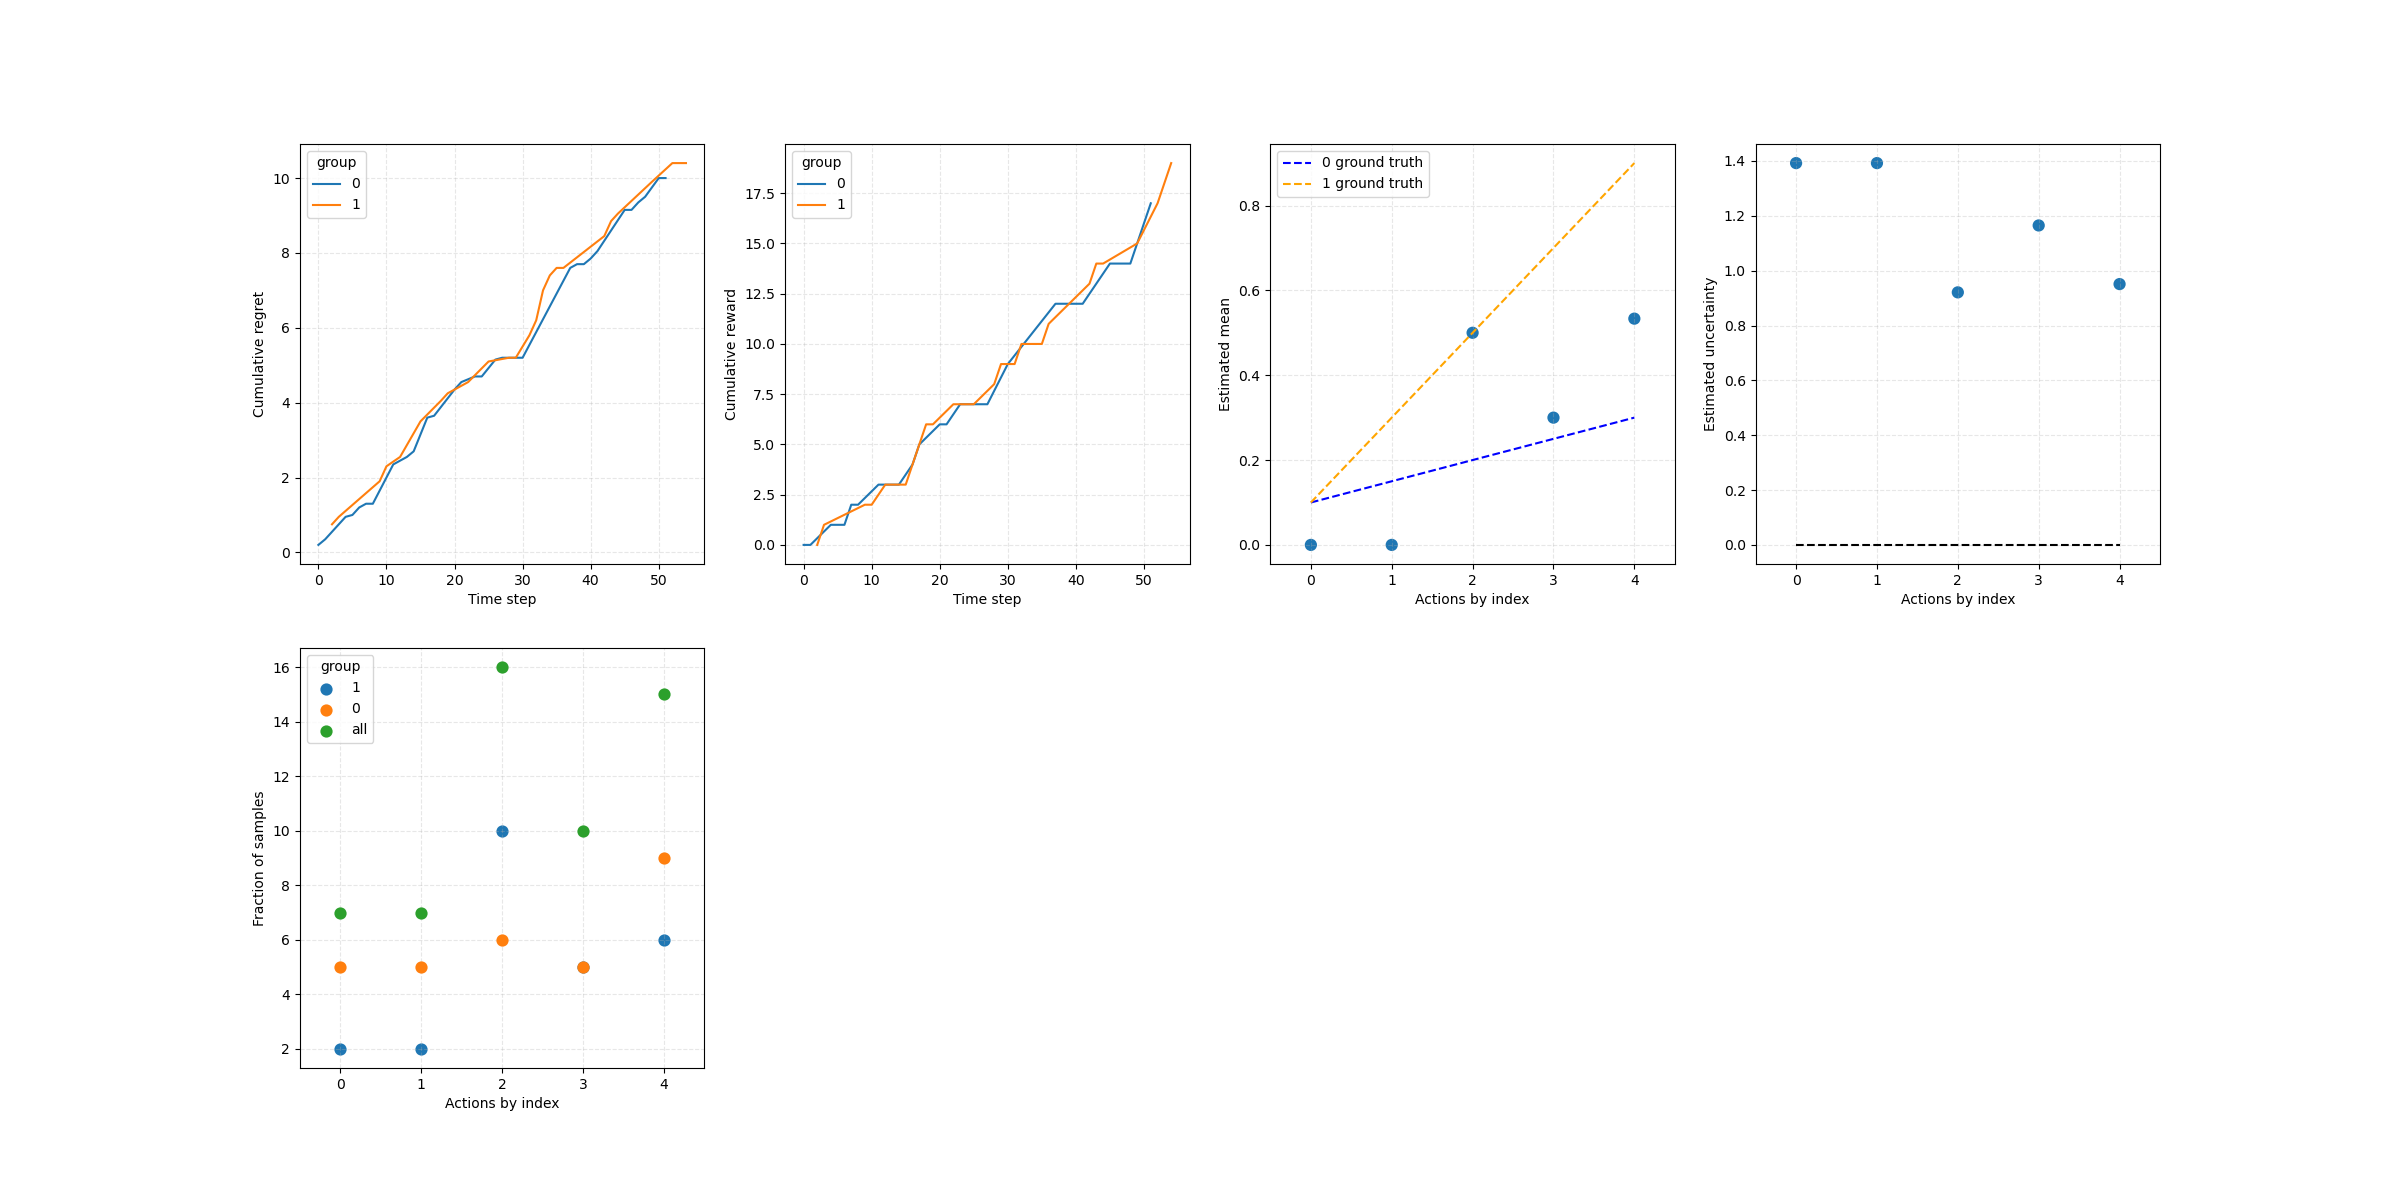 group
0
1
10
8
6
4
2
0
Cumulative regret
0 10 20 30 40 50
Time step
group
0
1
17.5
15.0
12.5
10.0
7.5
5.0
2.5
0.0
Cumulative reward
0 10 20 30 40 50
Time step
0 ground truth
1 ground truth
0.8
0.6
0.4
0.2
0.0
Estimated mean
0 1 2 3 4
Actions by index
1.4
1.2
1.0
0.8
0.6
0.4
0.2
0.0
Estimated uncertainty
0 1 2 3 4
Actions by index
group
1
0
all
16
14
12
10
8
6
4
2
Fraction of samples
0 1 2 3 4
Actions by index